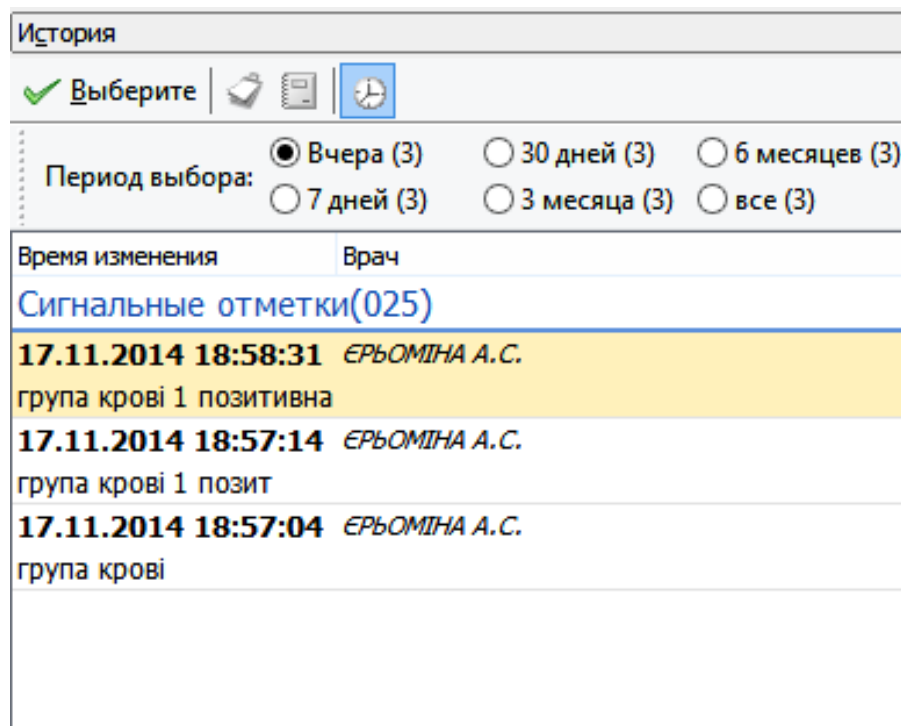 История
Выберите
Период выбора:
Вчера (3) 30 дней (3) 6 месяцев (3)
7 дней (3) 3 месяца (3) все (3)
Время изменения Врач
Сигнальные отметки(025)
17.11.2014 18:58:31 ЄРЬОМІНА А.С.
група крові 1 позитивна
17.11.2014 18:57:14 ЄРЬОМІНА А.С.
група крові 1 позит
17.11.2014 18:57:04 ЄРЬОМІНА А.С.
група крові